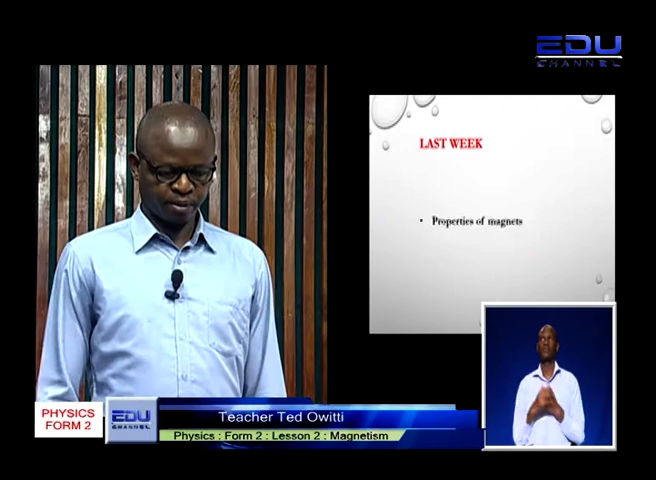 EDU
CHANNEL
LAST WEEK
• Properties of magnets
PHYSICS
FORM 2
EDU
CHANNEL
Teacher Ted Owitti
Physics : Form 2 : Lesson 2 : Magnetism